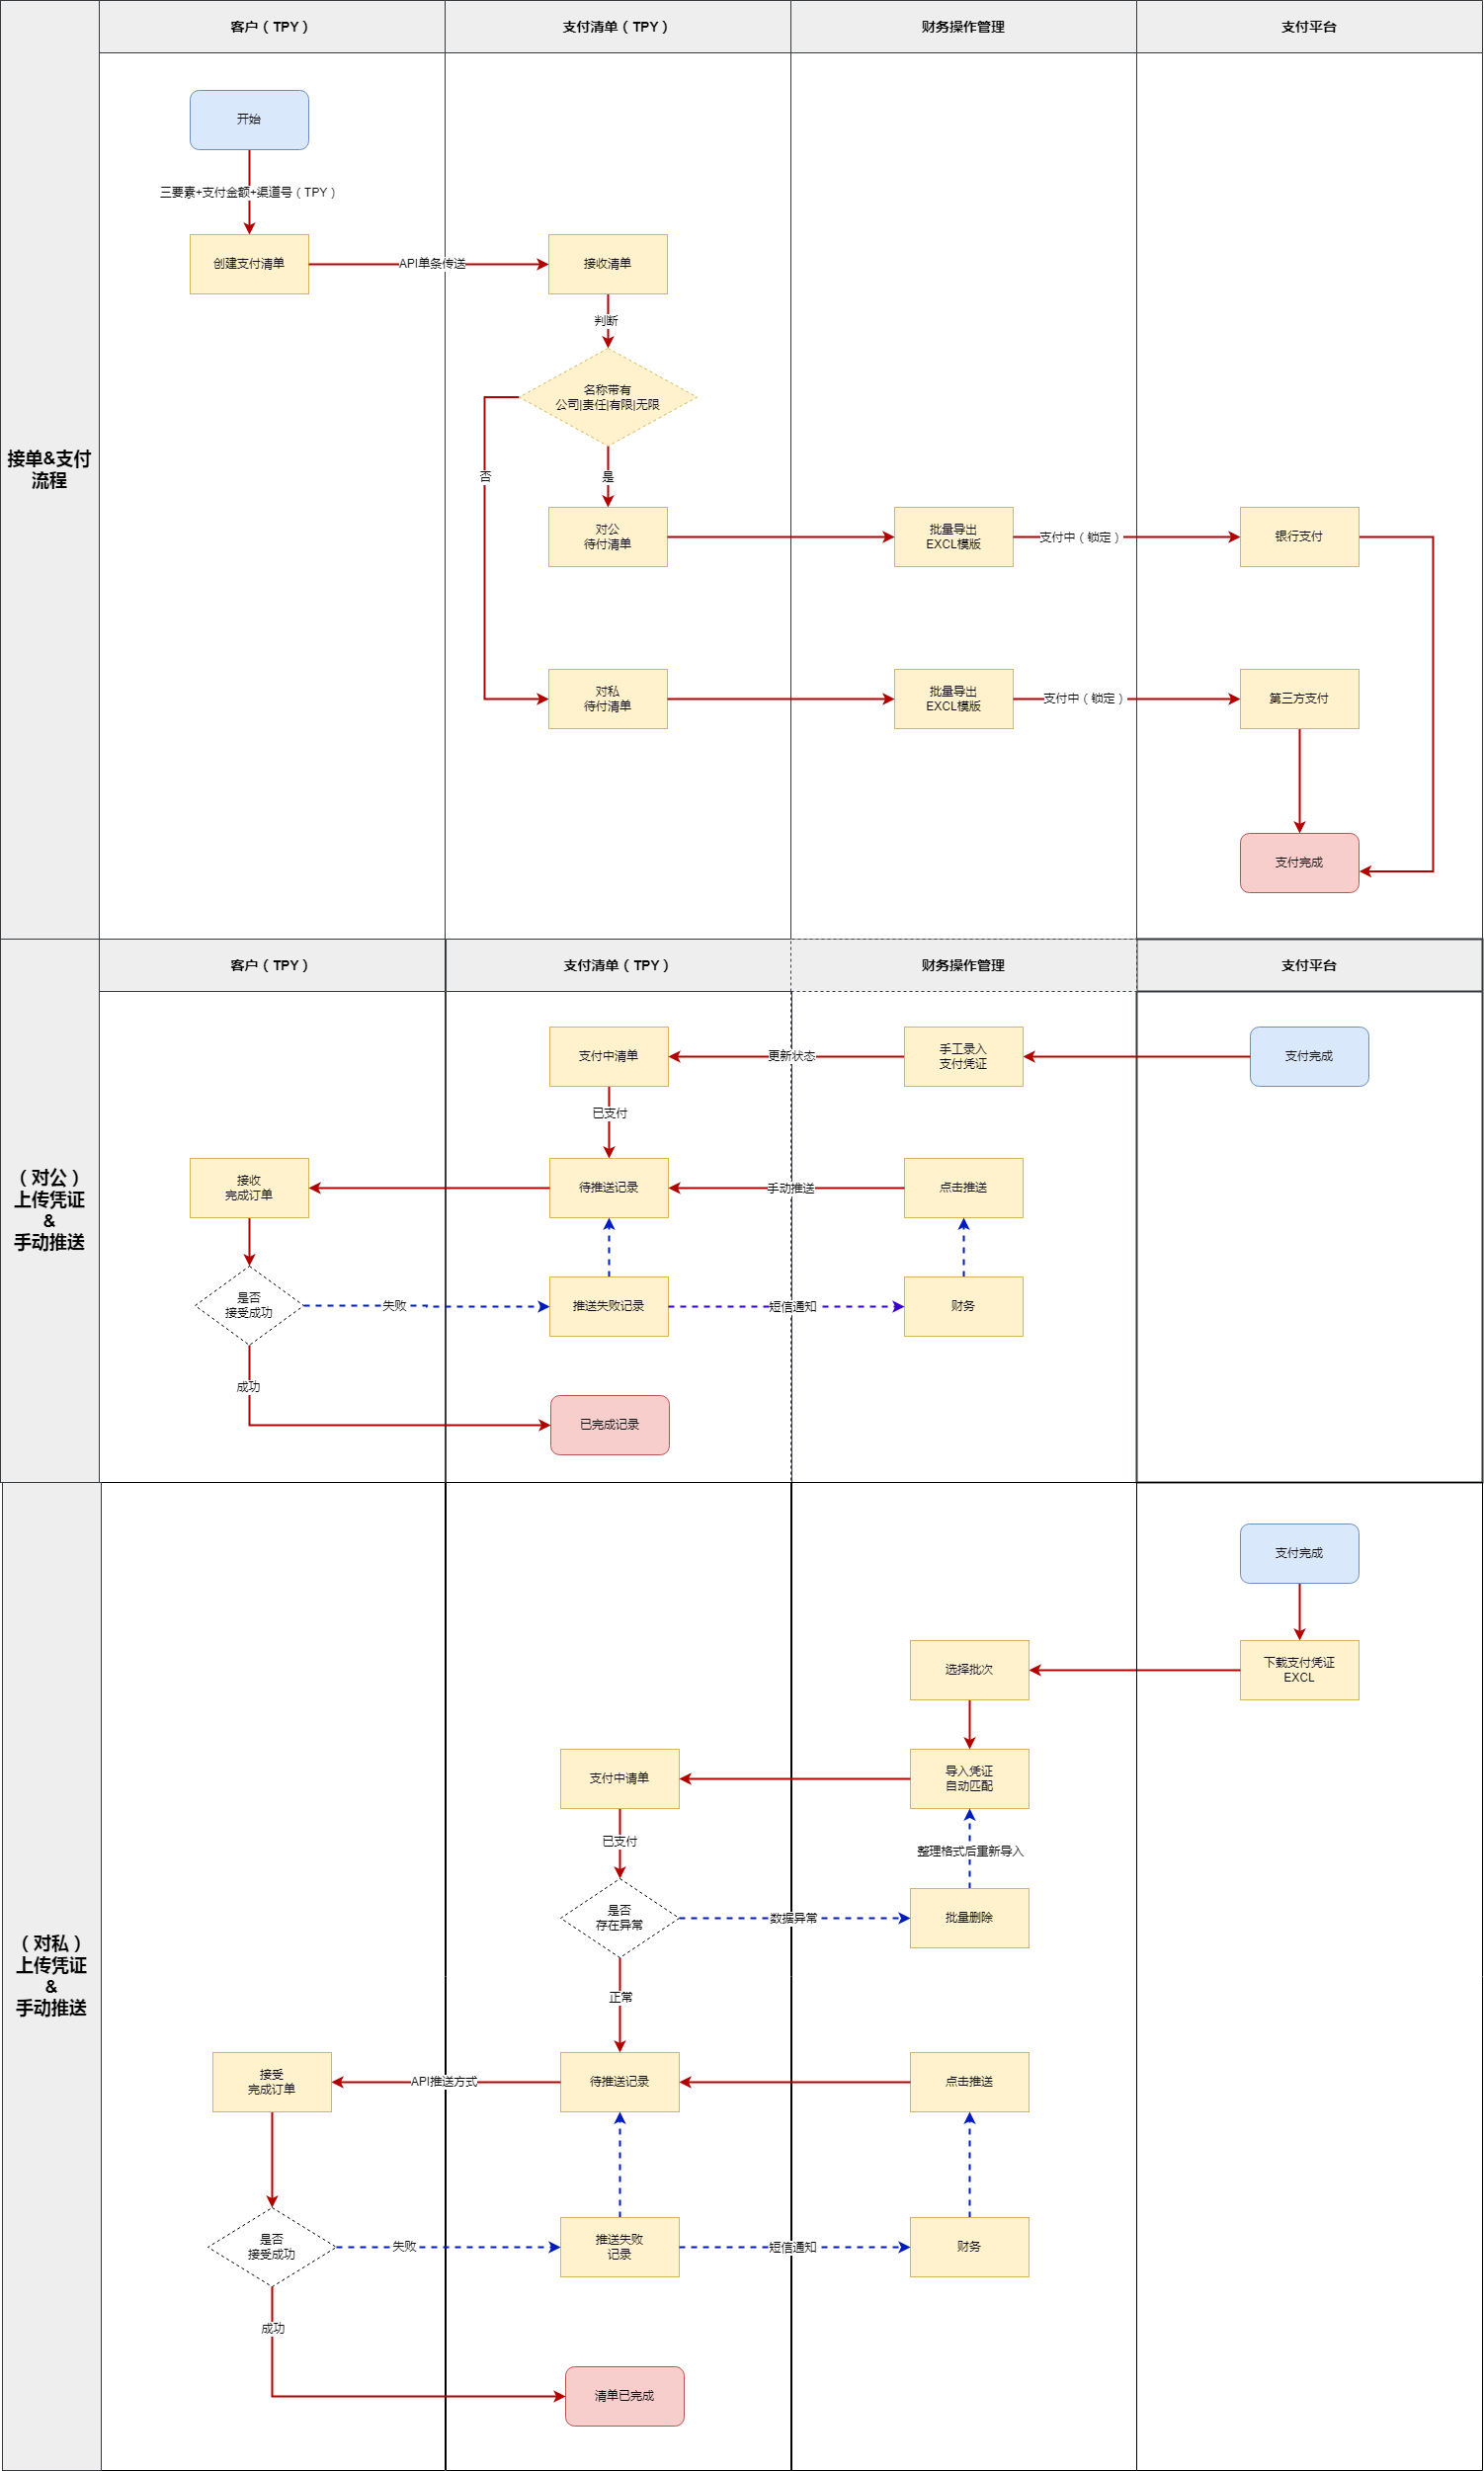 客户（TPY）
支付清单（TPY）
财务操作管理
支付平台
接单&支付
流程
开始
三要素+支付金额+渠道号（TPY）
创建支付清单
API单条传送
接收清单
判断
名称带有
公司|责任|有限|无限
否
是
对公
待付清单
批量导出
EXCL模版
支付中（锁定）
银行支付
对私
待付清单
批量导出
EXCL模版
支付中（锁定）
第三方支付
支付完成
客户（TPY）
支付清单（TPY）
财务操作管理
支付平台
（对公）
上传凭证
&
手动推送
支付中清单
更新状态
手工录入
支付凭证
支付完成
已支付
接收
完成订单
待推送记录
手动推送
点击推送
是否
接受成功
失败
推送失败记录
短信通知
财务
成功
已完成记录
（对私）
上传凭证
&
手动推送
支付完成
选择批次
下载支付凭证
EXCL
支付中请单
导入凭证
自动匹配
已支付
整理格式后重新导入
是否
存在异常
数据异常
批量删除
正常
接受
完成订单
API推送方式
待推送记录
点击推送
是否
接受成功
失败
推送失败
记录
短信通知
财务
成功
清单已完成